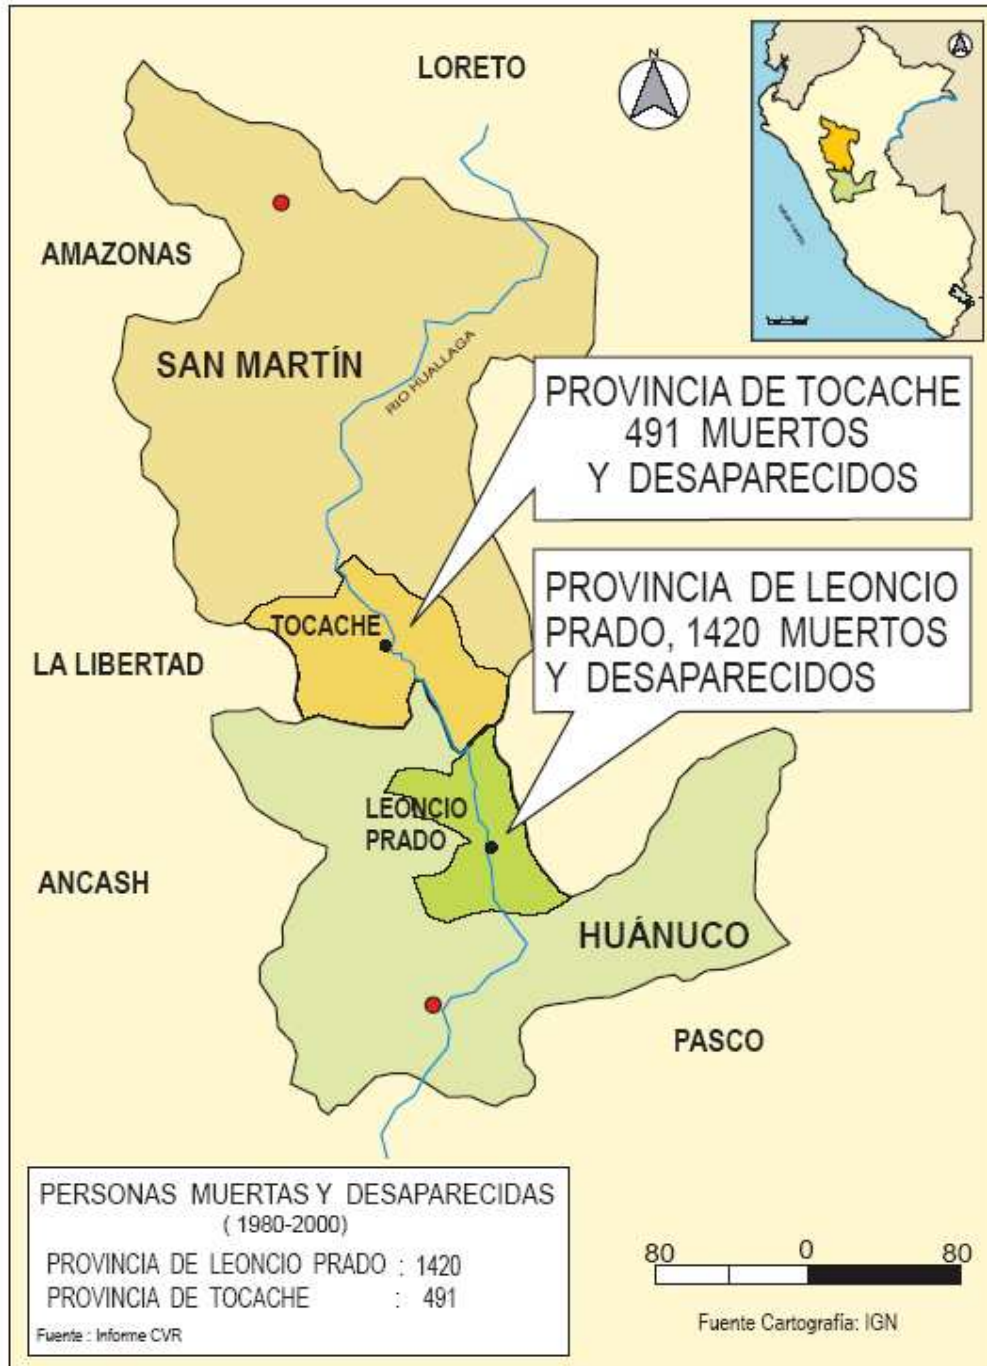 LORETO
N
AMAZONAS
SAN MARTÍN
RIO HUALLAGA
PROVINCIA DE TOCACHE
491 MUERTOS
Y DESAPARECIDOS
PROVINCIA DE LEONCIO
PRADO, 1420 MUERTOS
Y DESAPARECIDOS
TOCACHE
LA LIBERTAD
LEONCIO
PRADO
ANCASH
HUÁNUCO
PASCO
PERSONAS MUERTAS Y DESAPARECIDAS
( 1980-2000)
PROVINCIA DE LEONCIO PRADO : 1420
PROVINCIA DE TOCACHE : 491
Fuente : Informe CVR
80 0 80
Fuente Cartografía: IGN